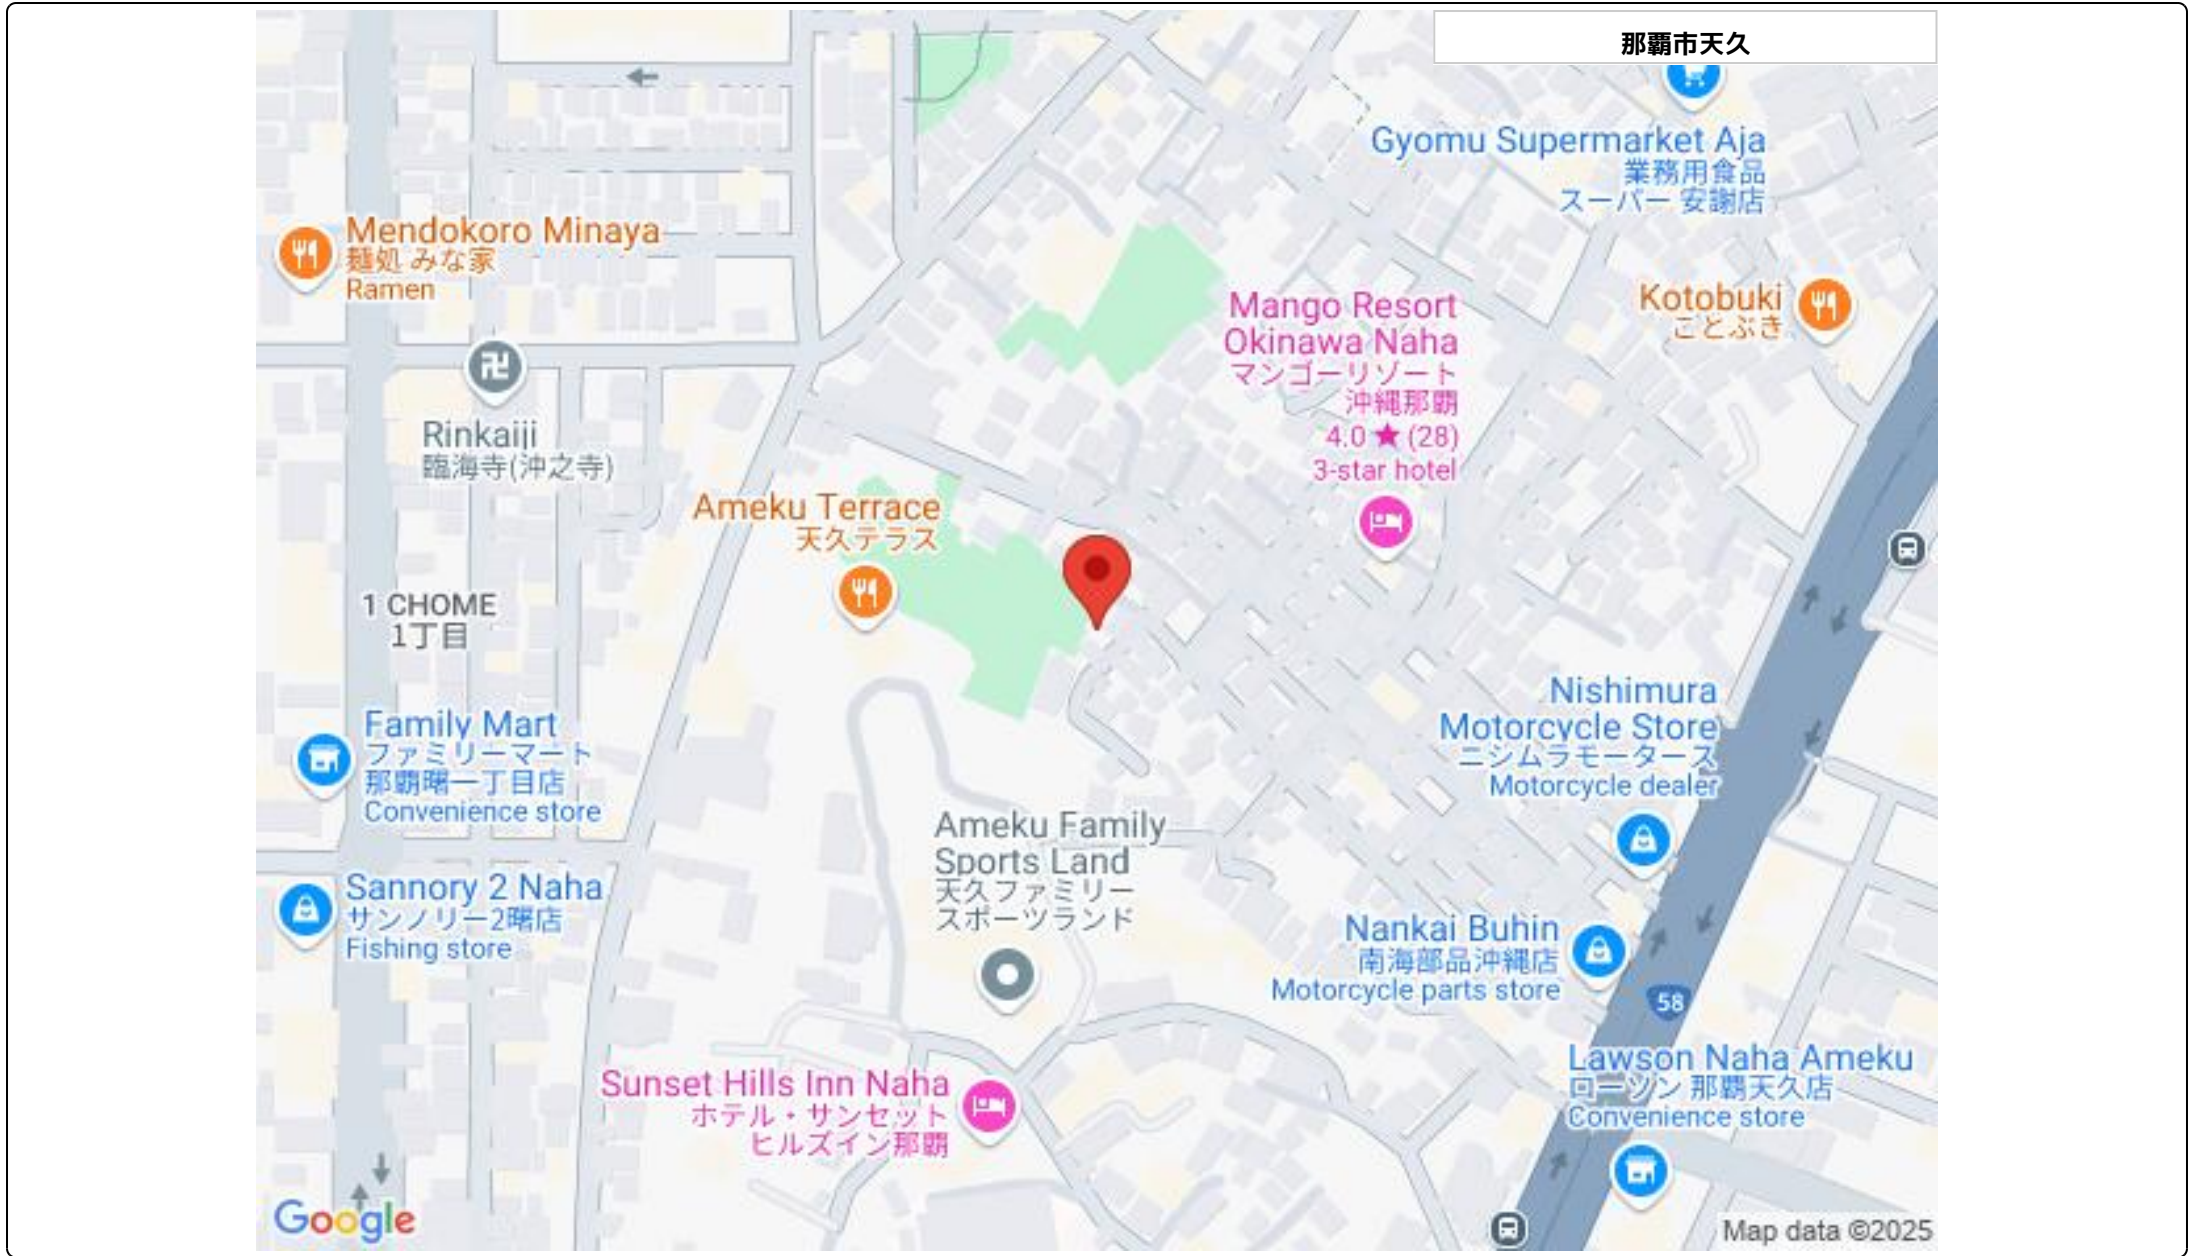 那覇市天久
Gyomu Supermarket Aja
業務用食品
スーパー 安謝店
Mendokoro Minaya
麺処 みな家
Ramen
Mango Resort
Okinawa Naha
マンゴーリゾート
沖縄那覇
4.0 ★ (28)
3-star hotel
Kotobuki
ことぶき
卍
Rinkaiji
臨海寺(沖之寺)
Ameku Terrace
天久テラス
1 CHOME
1丁目
Family Mart
ファミリーマート
那覇曙一丁目店
Convenience store
Nishimura
Motorcycle Store
ニシムラモータース
Motorcycle dealer
Ameku Family
Sports Land
天久ファミリー
スポーツランド
Sannory 2 Naha
サンノリー2曙店
Fishing store
Nankai Buhin
南海部品沖縄店
Motorcycle parts store
58
Lawson Naha Ameku
ローソン 那覇天久店
Convenience store
Sunset Hills Inn Naha
ホテル・サンセット
ヒルズイン那覇
Google
Map data ©2025